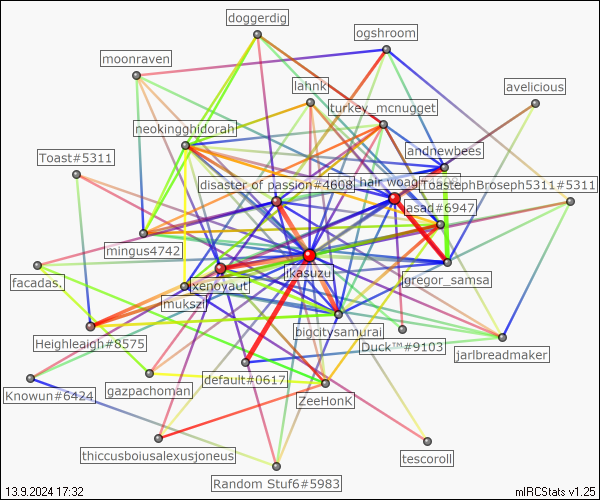 doggerdig
ogshroom
moonraven
lahnk
avelicious
turkey_mcnugget
neokingghidorah
andnewbees
Toast#5311
disaster of passion#4608
hair
ToastephBroseph5311#5311
asad#6947
mingus4742
ikasuzu
xenovaut
gregor_samsa
facadas.
mukszi
bigcitysamurai
Heighleaigh#8575
Duck™#9103
jarlbreadmaker
default#0617
Knowun#6424
gazpachoman
ZeeHonK
thiccusboiusalexusjoneus
tescoroll
Random Stuf6#5983
13.9.2024 17:32
mIRCStats v1.25